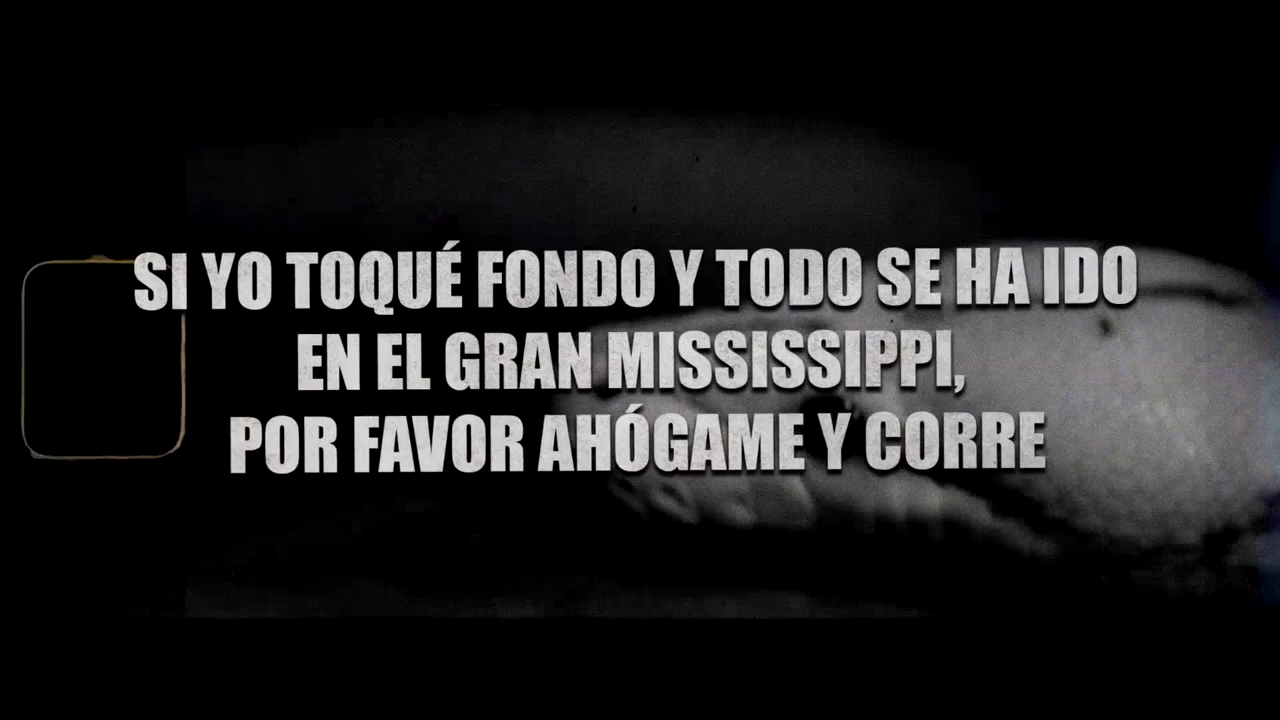 SI YO TOQUÉ FONDO Y TODO SE HA IDO
EN EL GRAN MISSISSIPPI,
POR FAVOR AHÓGAME Y CORRE